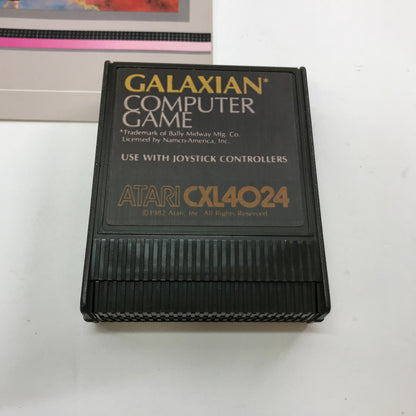 GALAXIAN*
COMPUTER
GAME
*Trademark of Bally Midway Mfg. Co.
Licensed by Namco-America, Inc.
USE WITH JOYSTICK CONTROLLERS
ATARI CXL4024
©1982 Atari, Inc. All Rights Reserved